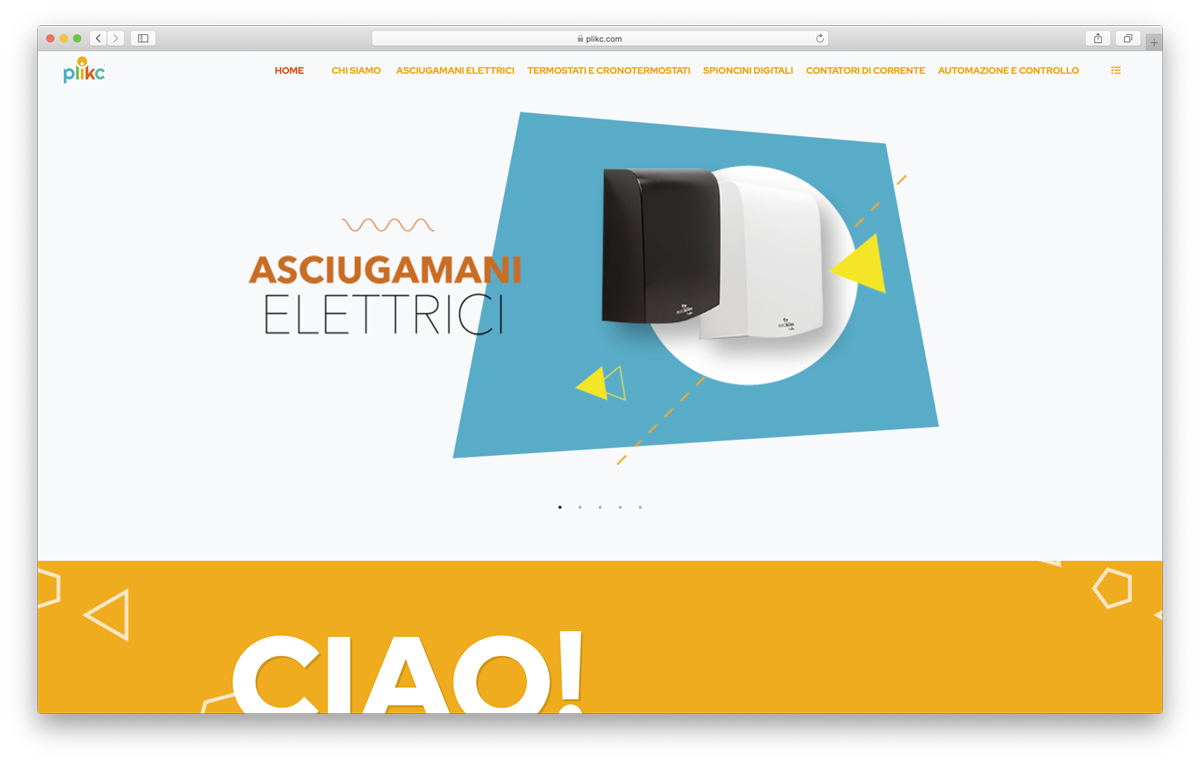 plikc.com
plikc
HOME CHI SIAMO ASCIUGAMANI ELETTRICI TERMOSTATI E CRONOTERMOSTATI SPIONCINI DIGITALI CONTATORI DI CORRENTE AUTOMAZIONE E CONTROLLO
ASCIUGAMANI
ELETTRICI
CIAO!